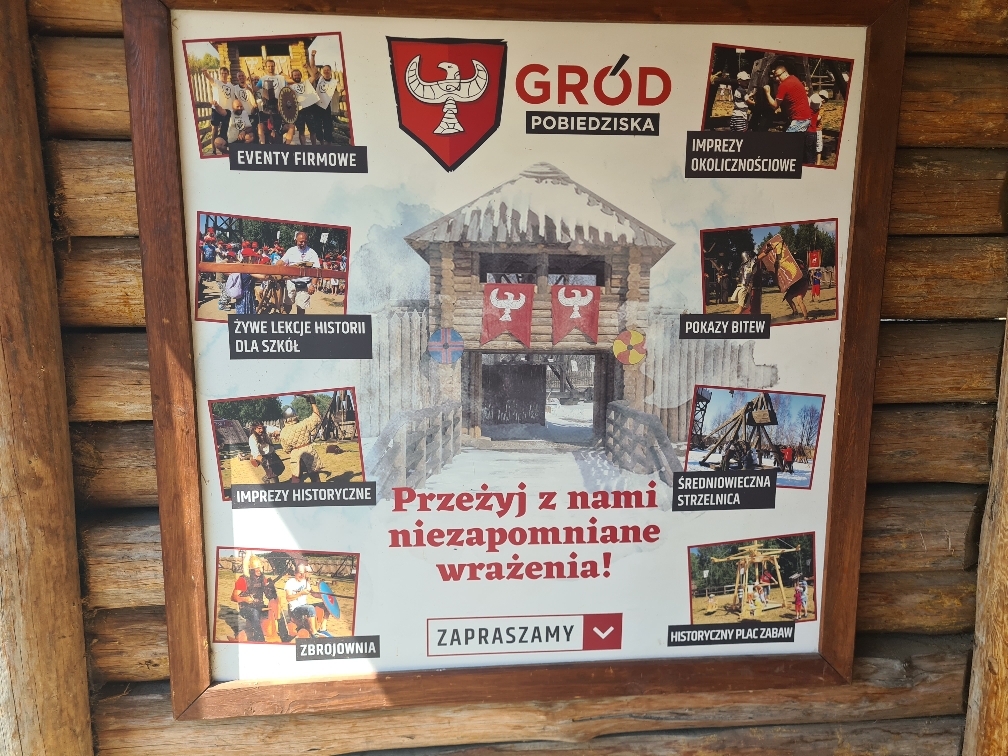 GRÓD
POBIEDZISKA
EVENTY FIRMOWE
IMPREZY
OKOLICZNOŚCIOWE
ŻYWE LEKCJE HISTORII
DLA SZKÓŁ
POKAZY BITEW
IMPREZY HISTORYCZNE
ŚREDNIOWIECZNA
STRZELNICA
Przeżyj z nami
niezapomniane
wrażenia!
ZBROJOWNIA
ZAPRASZAMY
HISTORYCZNY PLAC ZABAW